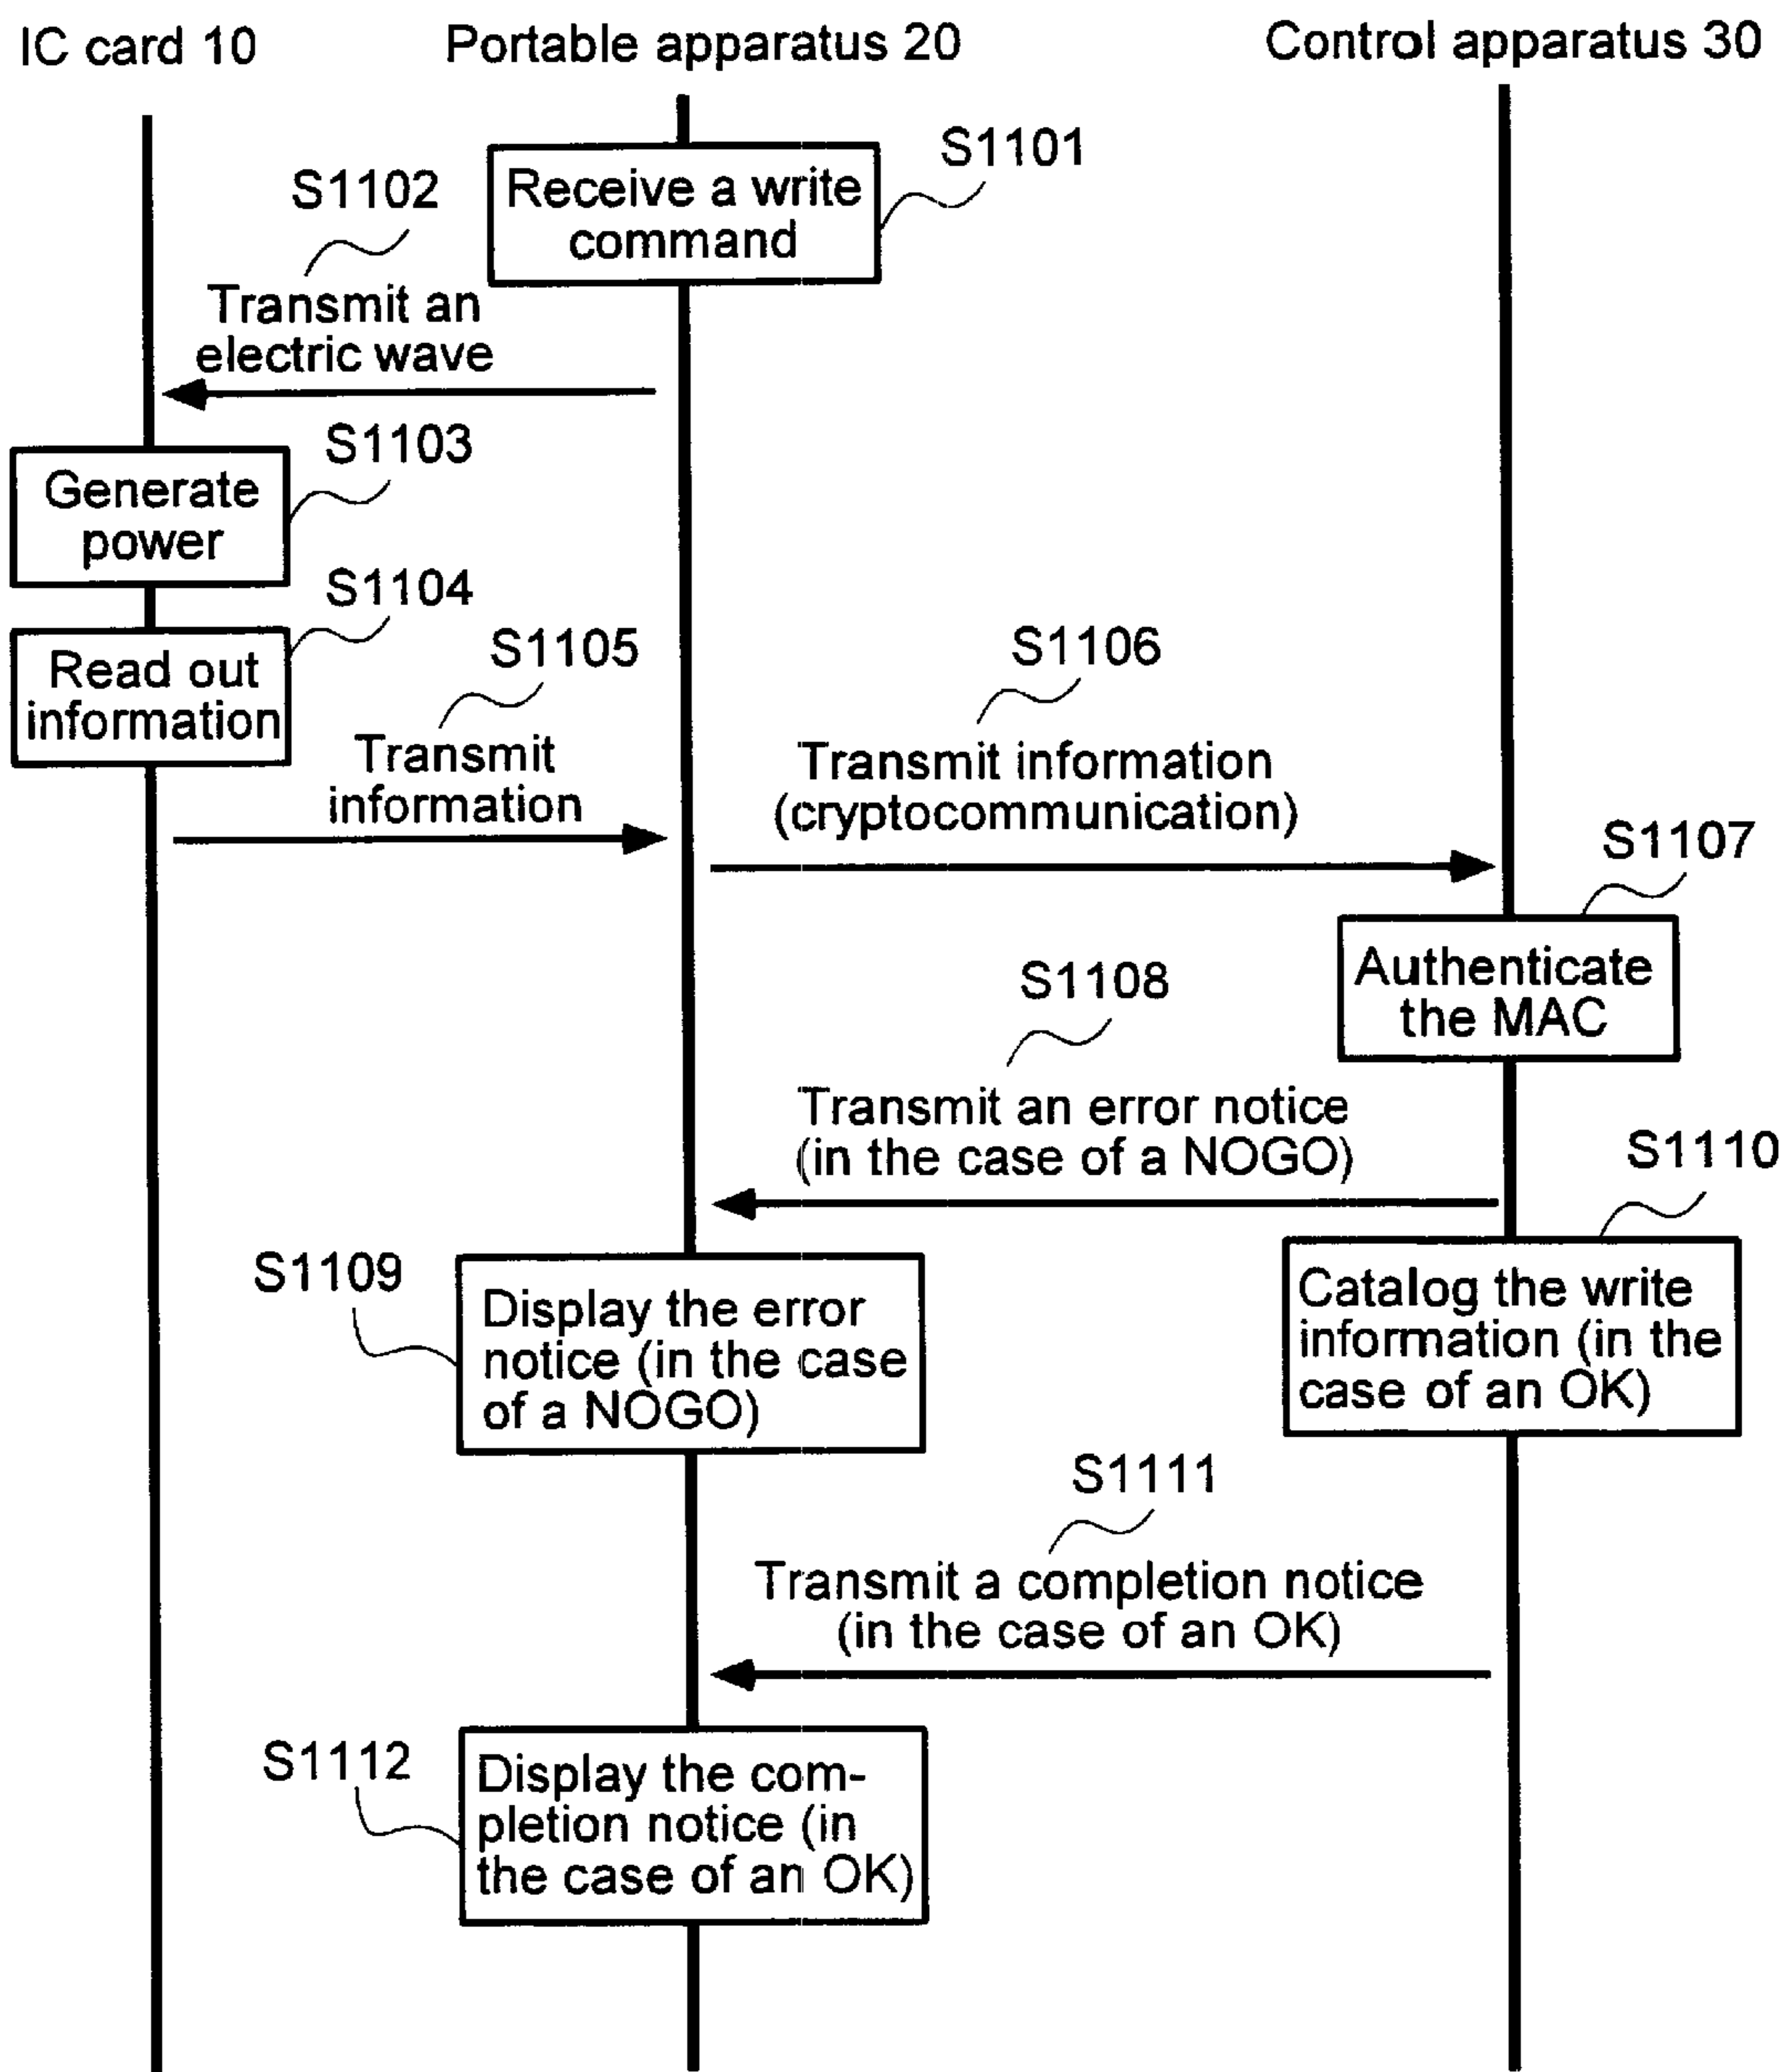 IC card 10
Portable apparatus 20
Control apparatus 30
S1101
Receive a write
command
S1102
Transmit an
electric wave
S1103
Generate
power
S1104
Read out
information
S1105
Transmit
information
S1106
Transmit information
(cryptocommunication)
S1107
Authenticate
the MAC
S1108
Transmit an error notice
(in the case of a NOGO)
S1110
S1109
Display the error
notice (in the case
of a NOGO)
Catalog the write
information (in the
case of an OK)
S1111
Transmit a completion notice
(in the case of an OK)
S1112
Display the com-
pletion notice (in
the case of an OK)